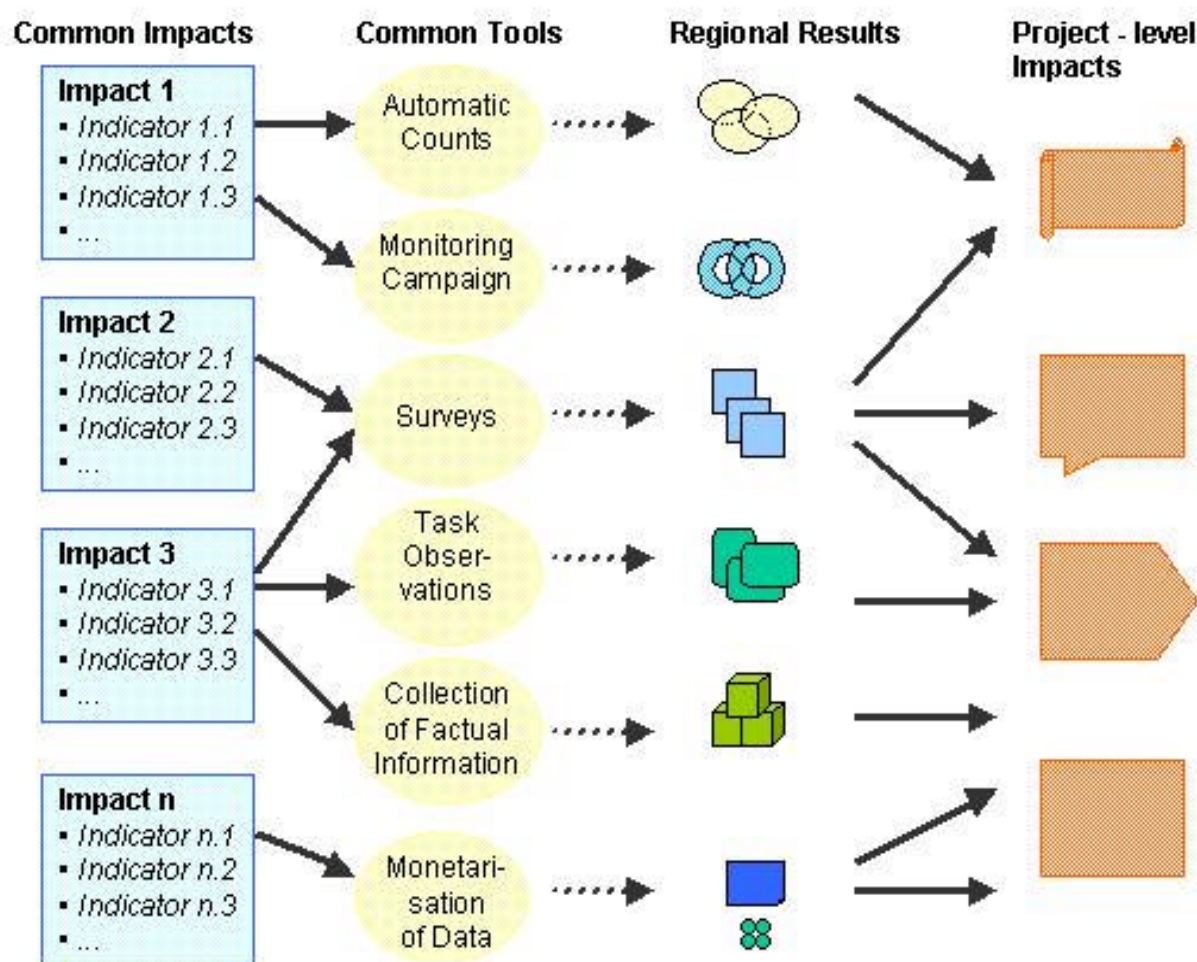 Common Impacts
Common Tools
Regional Results
Project - level
Impacts
Impact 1
▪ Indicator 1.1
▪ Indicator 1.2
▪ Indicator 1.3
▪ ...
Impact 2
▪ Indicator 2.1
▪ Indicator 2.2
▪ Indicator 2.3
▪ ...
Impact 3
▪ Indicator 3.1
▪ Indicator 3.2
▪ Indicator 3.3
▪ ...
Impact n
▪ Indicator n.1
▪ Indicator n.2
▪ Indicator n.3
▪ ...
Automatic
Counts
Monitoring
Campaign
Surveys
Task
Obser-
vations
Collection
of Factual
Information
Monetari-
sation
of Data